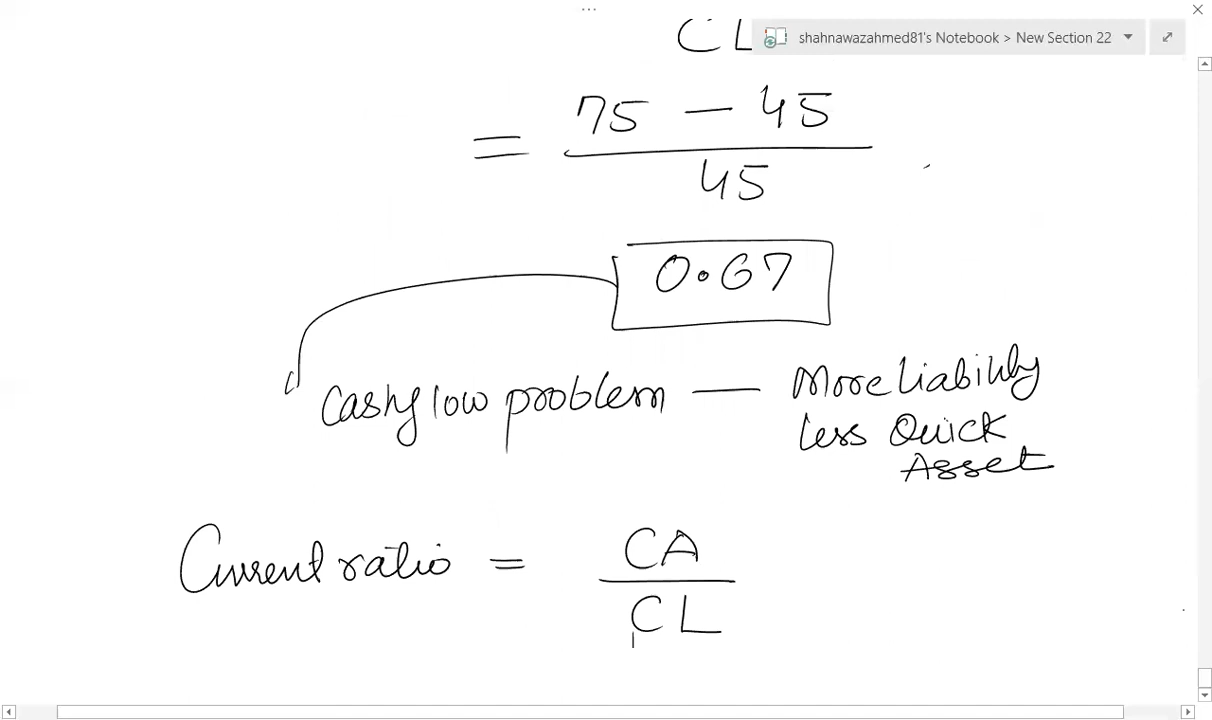 shahnawazahmed81's Notebook > New Section 22
CL
= 75 - 45
45
0.67
Cashflow problem — More liability
less Quick
Asset
Current ratio = CA
CL